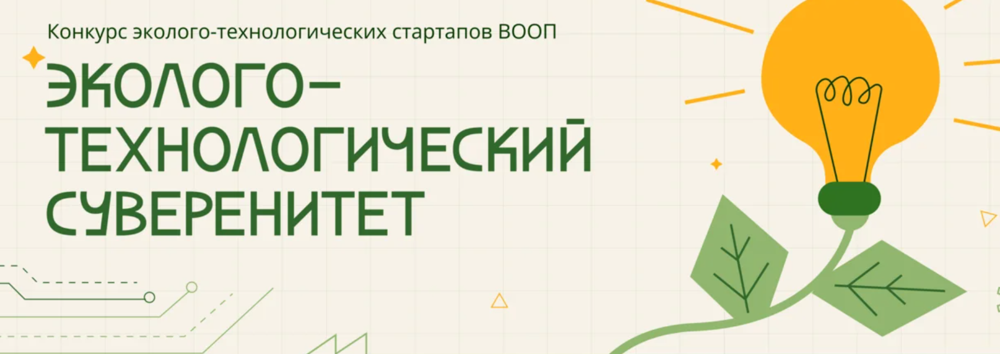 Конкурс эколого-технологических стартапов ВООП
ЭКОЛОГО-
ТЕХНОЛОГИЧЕСКИЙ
СУВЕРЕНИТЕТ